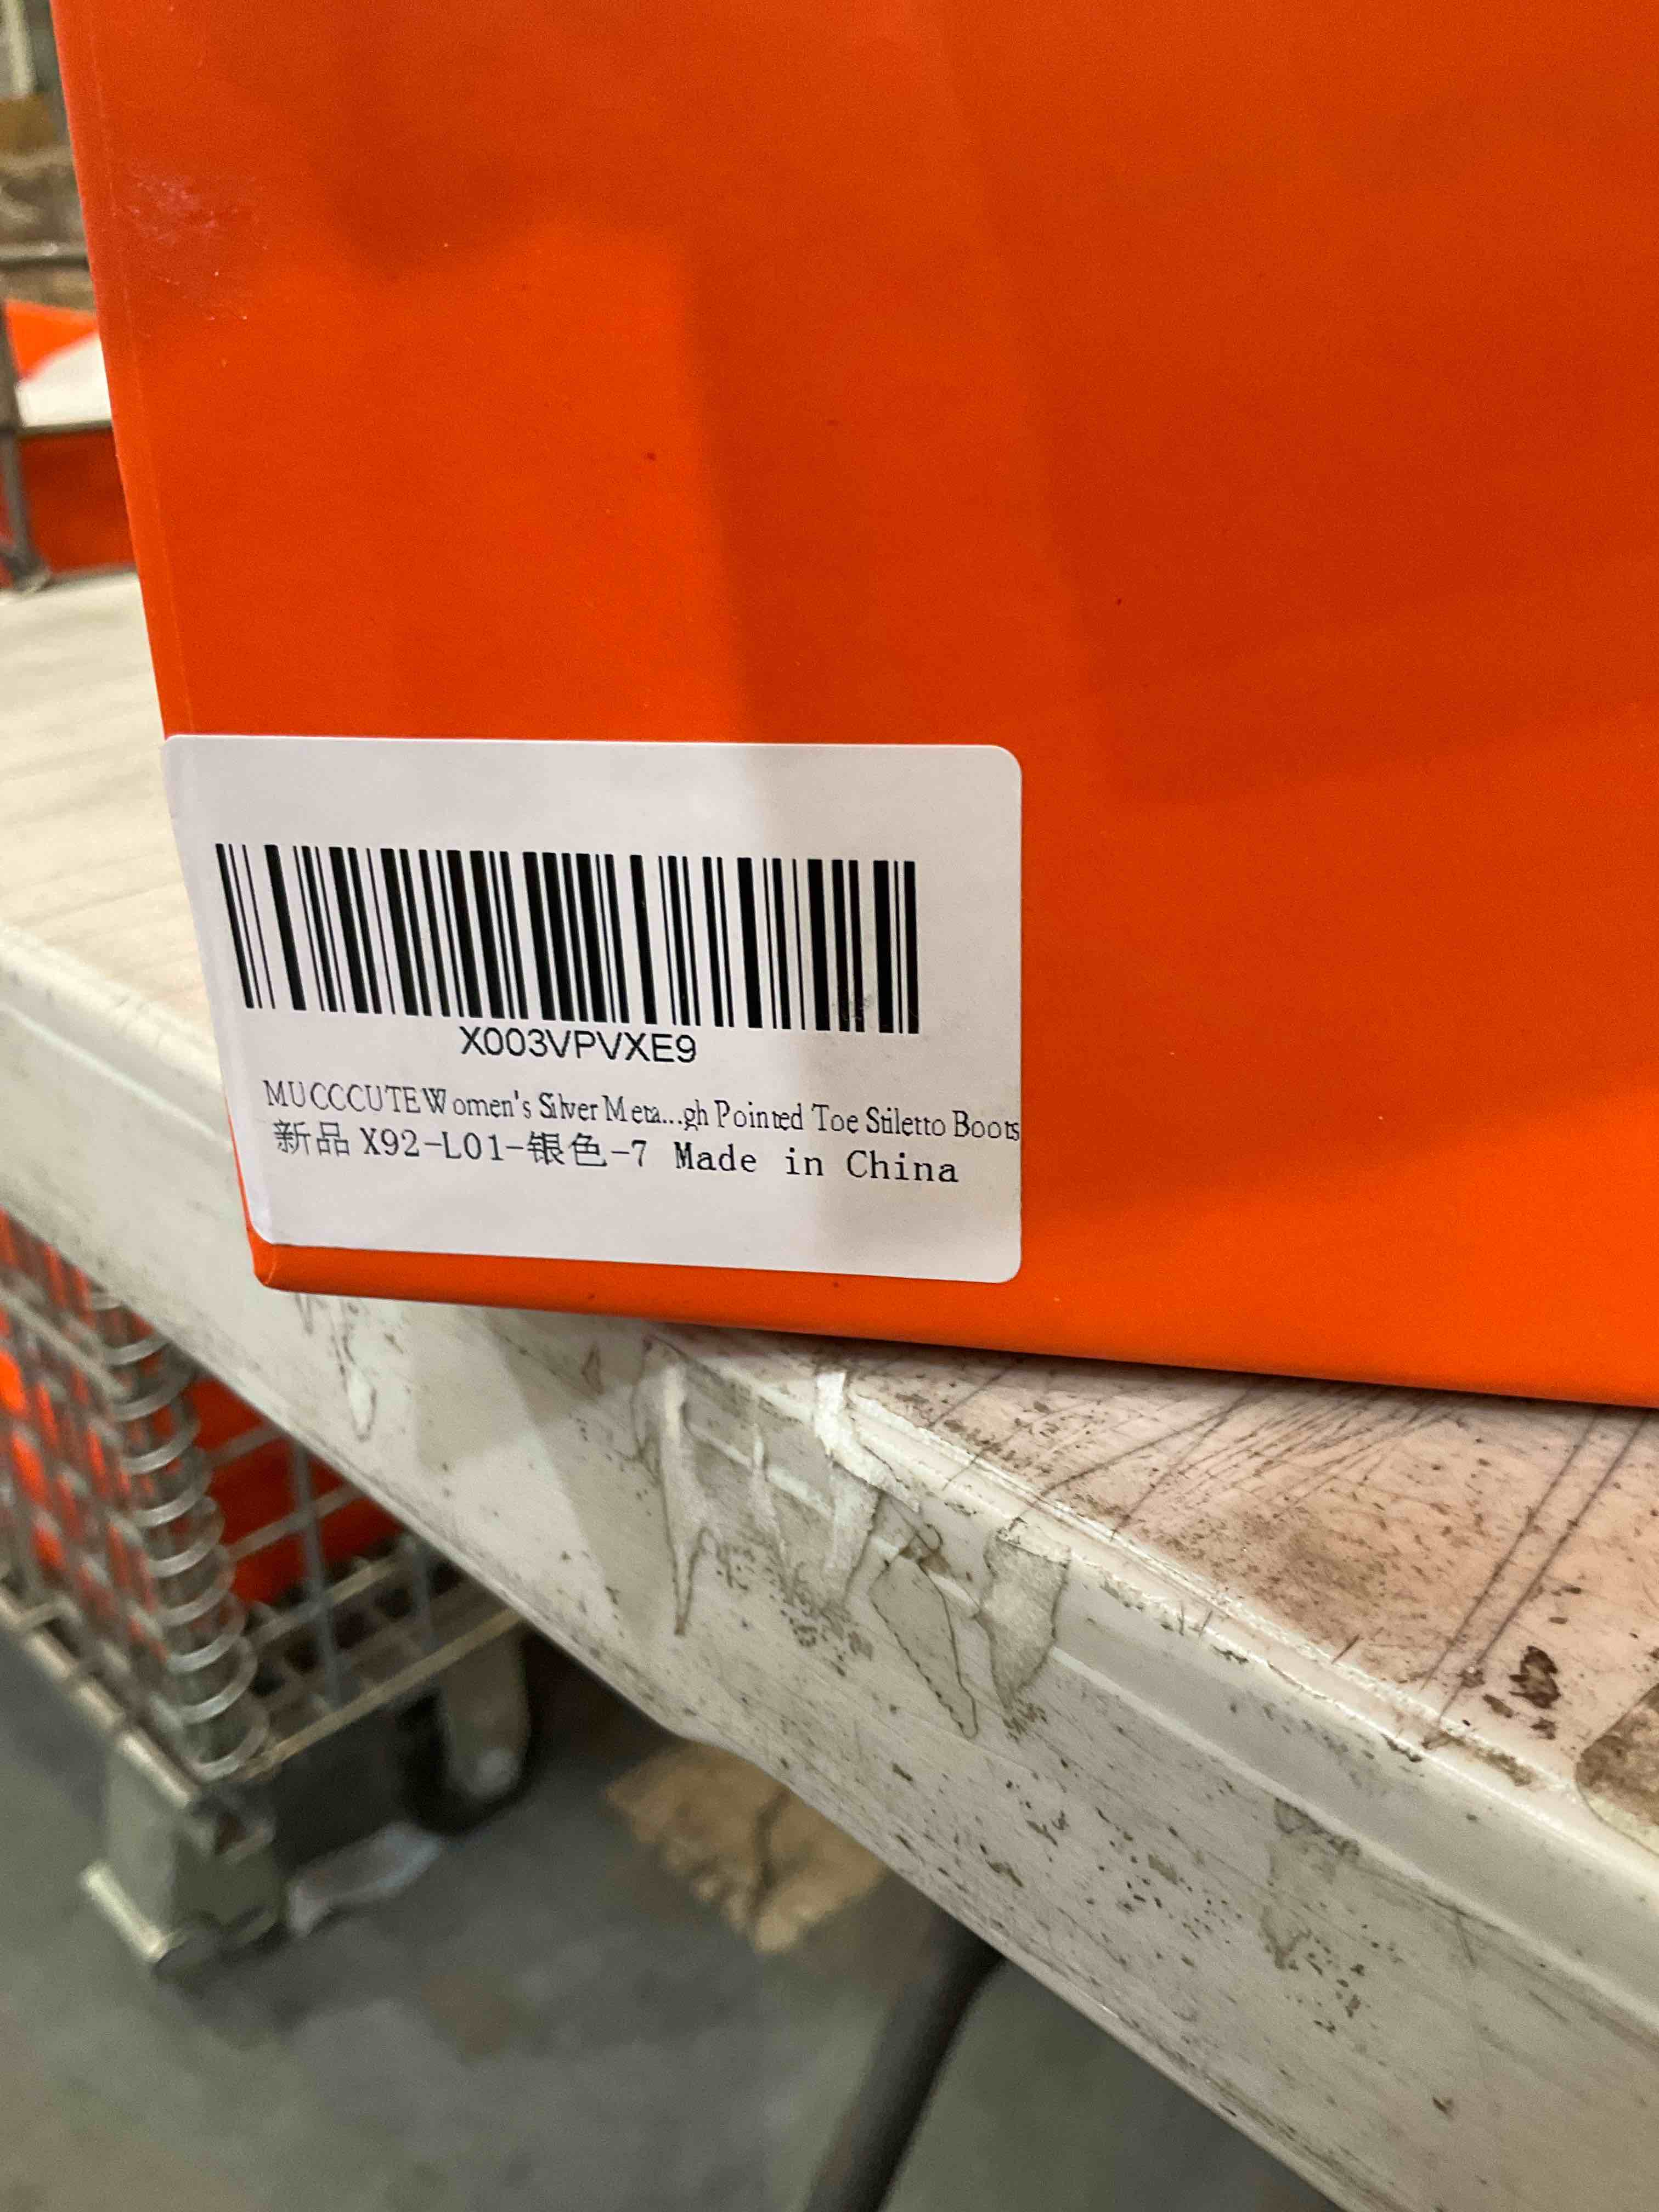 X003VPVXE9
MUCCCUTE Women's Silver Meta...gh Pointed Toe Stiletto Boots
新品 X92-L01-银色-7 Made in China